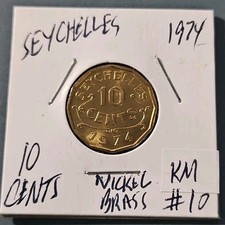 SEYCHELLES 1974
SEYCHELLES
10
CENTS
1974
10 CENTS
NICKEL BRASS
KM #10